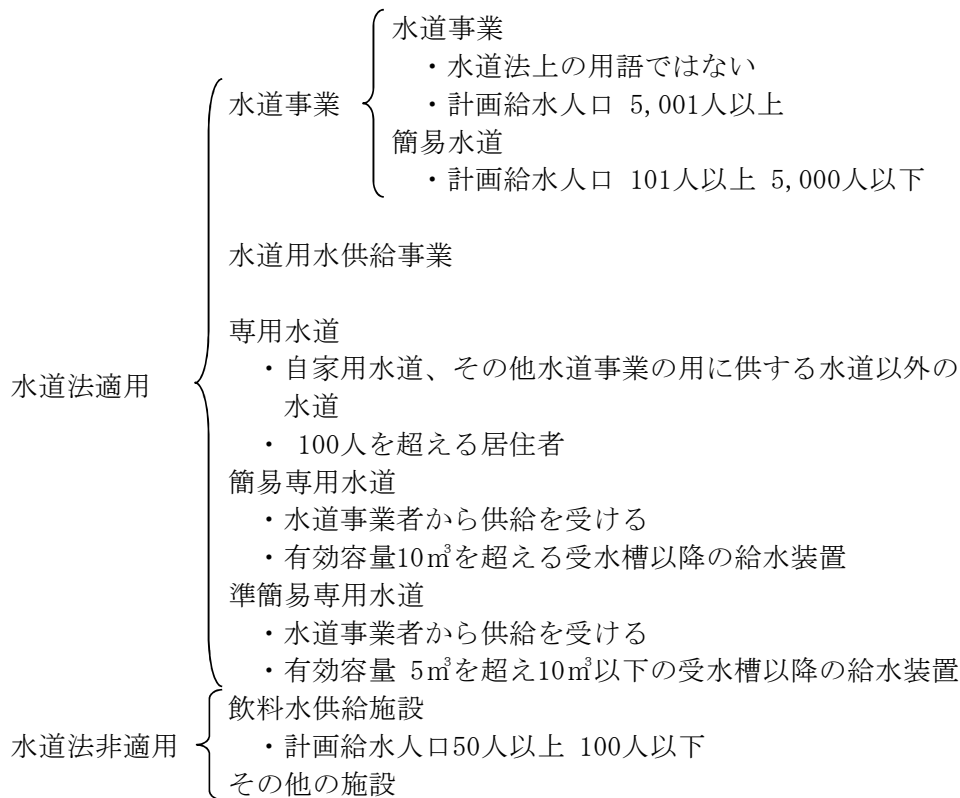 水道事業
・水道法上の用語ではない
水道事業
・計画給水人口 5,001人以上
簡易水道
・計画給水人口 101人以上 5,000人以下
水道用水供給事業
専用水道
・自家用水道、その他水道事業の用に供する水道以外の
水道法適用
水道
・ 100人を超える居住者
簡易専用水道
・水道事業者から供給を受ける
・有効容量10㎥を超える受水槽以降の給水装置
準簡易専用水道
・水道事業者から供給を受ける
・有効容量 5㎥を超え10㎥以下の受水槽以降の給水装置
飲料水供給施設
水道法非適用
・計画給水人口50人以上 100人以下
その他の施設